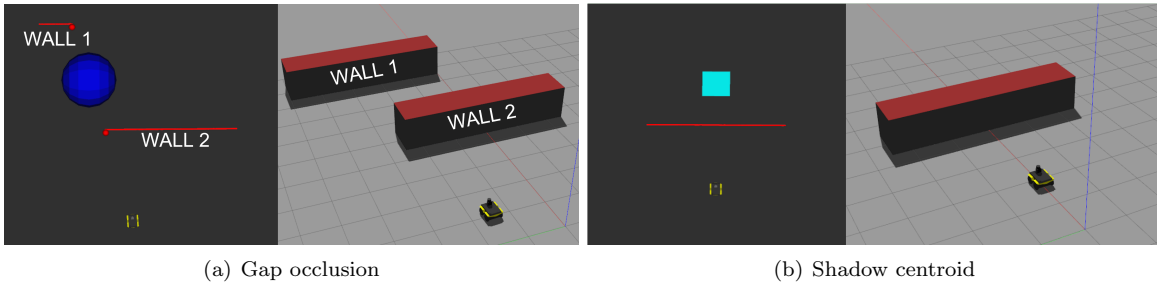 WALL 1
WALL 2
WALL 1
WALL 2
(a) Gap occlusion
(b) Shadow centroid